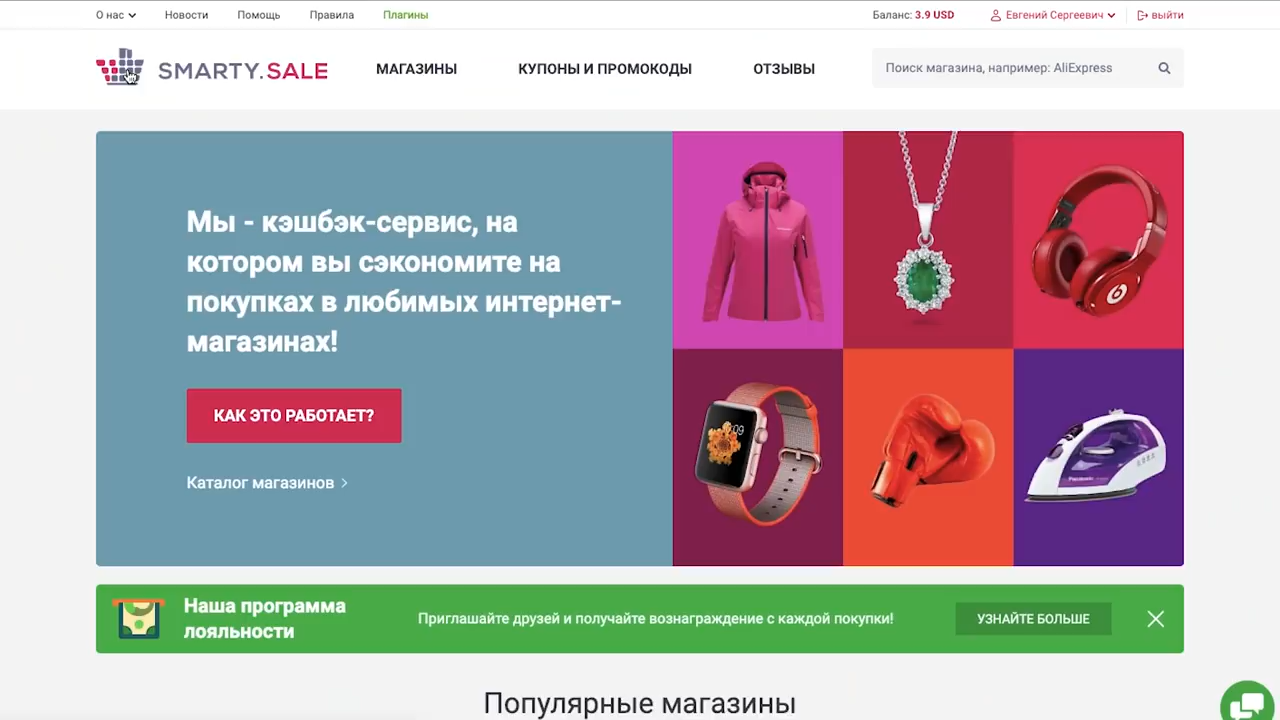 О нас
Новости
Помощь
Правила
Плагины
Баланс: 3.9 USD
Евгений Сергеевич
выйти
SMARTY.SALE
МАГАЗИНЫ
КУПОНЫ И ПРОМОКОДЫ
ОТЗЫВЫ
Поиск магазина, например: AliExpress
Мы - кэшбэк-сервис, на
котором вы сэкономите на
покупках в любимых интернет-
магазинах!
КАК ЭТО РАБОТАЕТ?
Каталог магазинов
Наша программа
лояльности
Приглашайте друзей и получайте вознаграждение с каждой покупки!
УЗНАЙТЕ БОЛЬШЕ
Популярные магазины